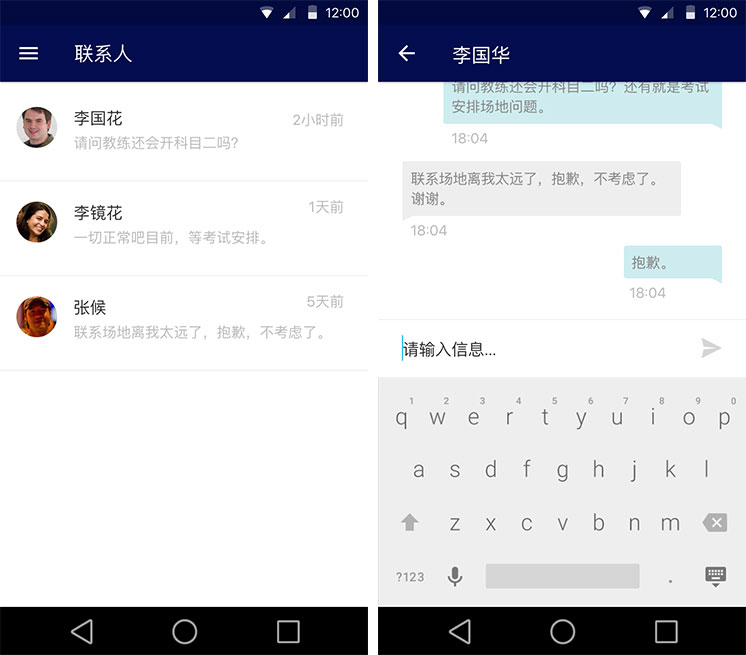 12:00
联系人
李国花
2小时前
请问教练还会开科目二吗?
李镜花
1天前
一切正常吧目前，等考试安排。
张候
5天前
联系场地离我太远了，抱歉，不考虑了。
12:00
李国华
请问教练还会开科目二吗？还有就是考试
安排场地问题。
18:04
联系场地离我太远了，抱歉，不考虑了。
谢谢。
18:04
抱歉。
18:04
请输入信息...
1 2 3 4 5 6 7 8 9 0
q w e r t y u i o p
a s d f g h j k l
z x c v b n m
?123 .